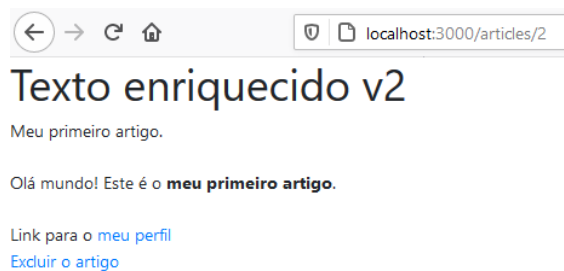 localhost:3000/articles/2
Texto enriquecido v2
Meu primeiro artigo.
Olá mundo! Este é o meu primeiro artigo.
Link para o meu perfil
Excluir o artigo